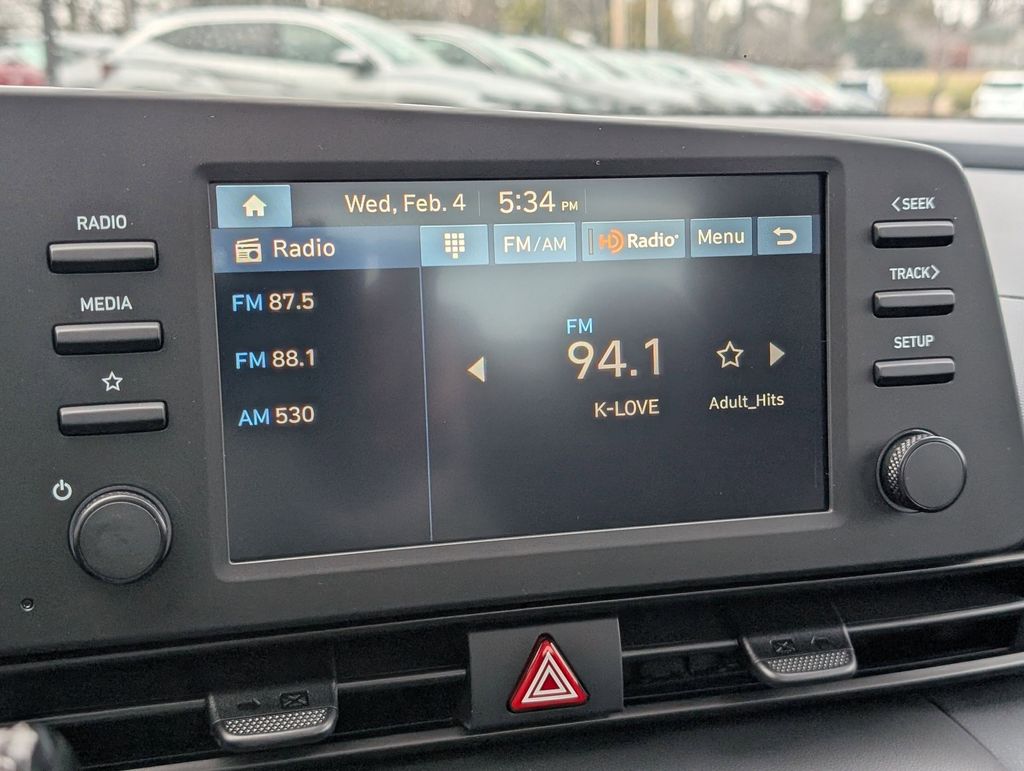 Wed, Feb. 4 5:34 PM
RADIO
MEDIA
Radio
FM/AM
HD Radio
Menu
FM 87.5
FM 88.1
AM 530
FM
94.1
K-LOVE
Adult_Hits
<SEEK
TRACK>
SETUP